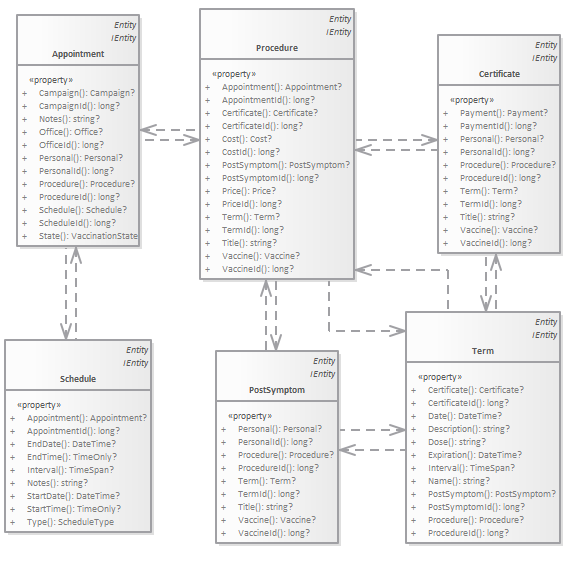 Entity
IEntity
Appointment
«property»
+ Campaign(): Campaign?
+ CampaignId(): long?
+ Notes(): string?
+ Office(): Office?
+ OfficeId(): long?
+ Personal(): Personal?
+ PersonalId(): long?
+ Procedure(): Procedure?
+ ProcedureId(): long?
+ Schedule(): Schedule?
+ ScheduleId(): long?
+ State(): VaccinationState
Entity
IEntity
Procedure
«property»
+ Appointment(): Appointment?
+ AppointmentId(): long?
+ Certificate(): Certificate?
+ CertificateId(): long?
+ Cost(): Cost?
+ CostId(): long?
+ PostSymptom(): PostSymptom?
+ PostSymptomId(): long?
+ Price(): Price?
+ PriceId(): long?
+ Term(): Term?
+ TermId(): long?
+ Title(): string?
+ Vaccine(): Vaccine?
+ VaccineId(): long?
Entity
IEntity
Certificate
«property»
+ Payment(): Payment?
+ PaymentId(): long?
+ Personal(): Personal?
+ PersonalId(): long?
+ Procedure(): Procedure?
+ ProcedureId(): long?
+ Term(): Term?
+ TermId(): long?
+ Title(): string?
+ Vaccine(): Vaccine?
+ VaccineId(): long?
Entity
IEntity
Schedule
«property»
+ Appointment(): Appointment?
+ AppointmentId(): long?
+ EndDate(): DateTime?
+ EndTime(): TimeOnly?
+ Interval(): TimeSpan?
+ Notes(): string?
+ StartDate(): DateTime?
+ StartTime(): TimeOnly?
+ Type(): ScheduleType
Entity
IEntity
PostSymptom
«property»
+ Personal(): Personal?
+ PersonalId(): long?
+ Procedure(): Procedure?
+ ProcedureId(): long?
+ Term(): Term?
+ TermId(): long?
+ Title(): string?
+ Vaccine(): Vaccine?
+ VaccineId(): long?
Entity
IEntity
Term
«property»
+ Certificate(): Certificate?
+ CertificateId(): long?
+ Date(): DateTime?
+ Description(): string?
+ Dose(): string?
+ Expiration(): DateTime?
+ Interval(): TimeSpan?
+ Name(): string?
+ PostSymptom(): PostSymptom?
+ PostSymptomId(): long?
+ Procedure(): Procedure?
+ ProcedureId(): long?